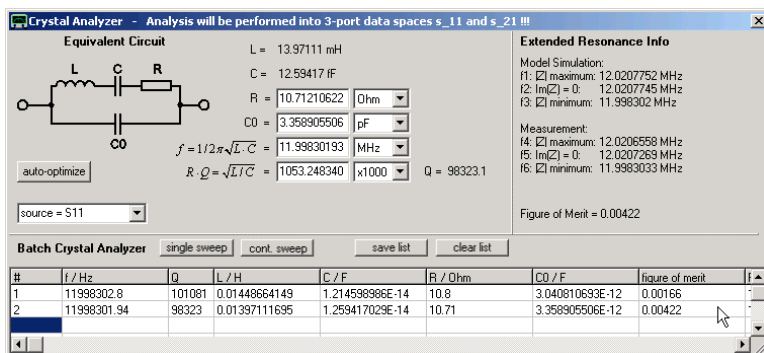 Crystal Analyzer - Analysis will be performed into 3-port data spaces s_11 and s_21 !!!
Equivalent Circuit
L C R
C0
L = 13.97111 mH
C = 12.59417 fF
R = 10.71210622 Ohm
C0 = 3.358905506 pF
f = 1/2π√L·C = 11.99830193 MHz
R·Q = √L/C = 1053.248340 x1000 Q = 98323.1
auto-optimize
source = S11
Extended Resonance Info
Model Simulation:
f1: |Z| maximum: 12.0207752 MHz
f2: Im(Z) = 0: 12.0207745 MHz
f3: |Z| minimum: 11.998302 MHz
Measurement:
f4: |Z| maximum: 12.0206558 MHz
f5: Im(Z) = 0: 12.0207269 MHz
f6: |Z| minimum: 11.9983033 MHz
Figure of Merit = 0.00422
Batch Crystal Analyzer single sweep cont. sweep save list clear list
# f / Hz Q L / H C / F R / Ohm C0 / F figure of merit
1 11998302.8 101081 0.01448664149 1.214598986E-14 10.8 3.040810693E-12 0.00166
2 11998301.94 98323 0.01397111695 1.259417029E-14 10.71 3.358905506E-12 0.00422